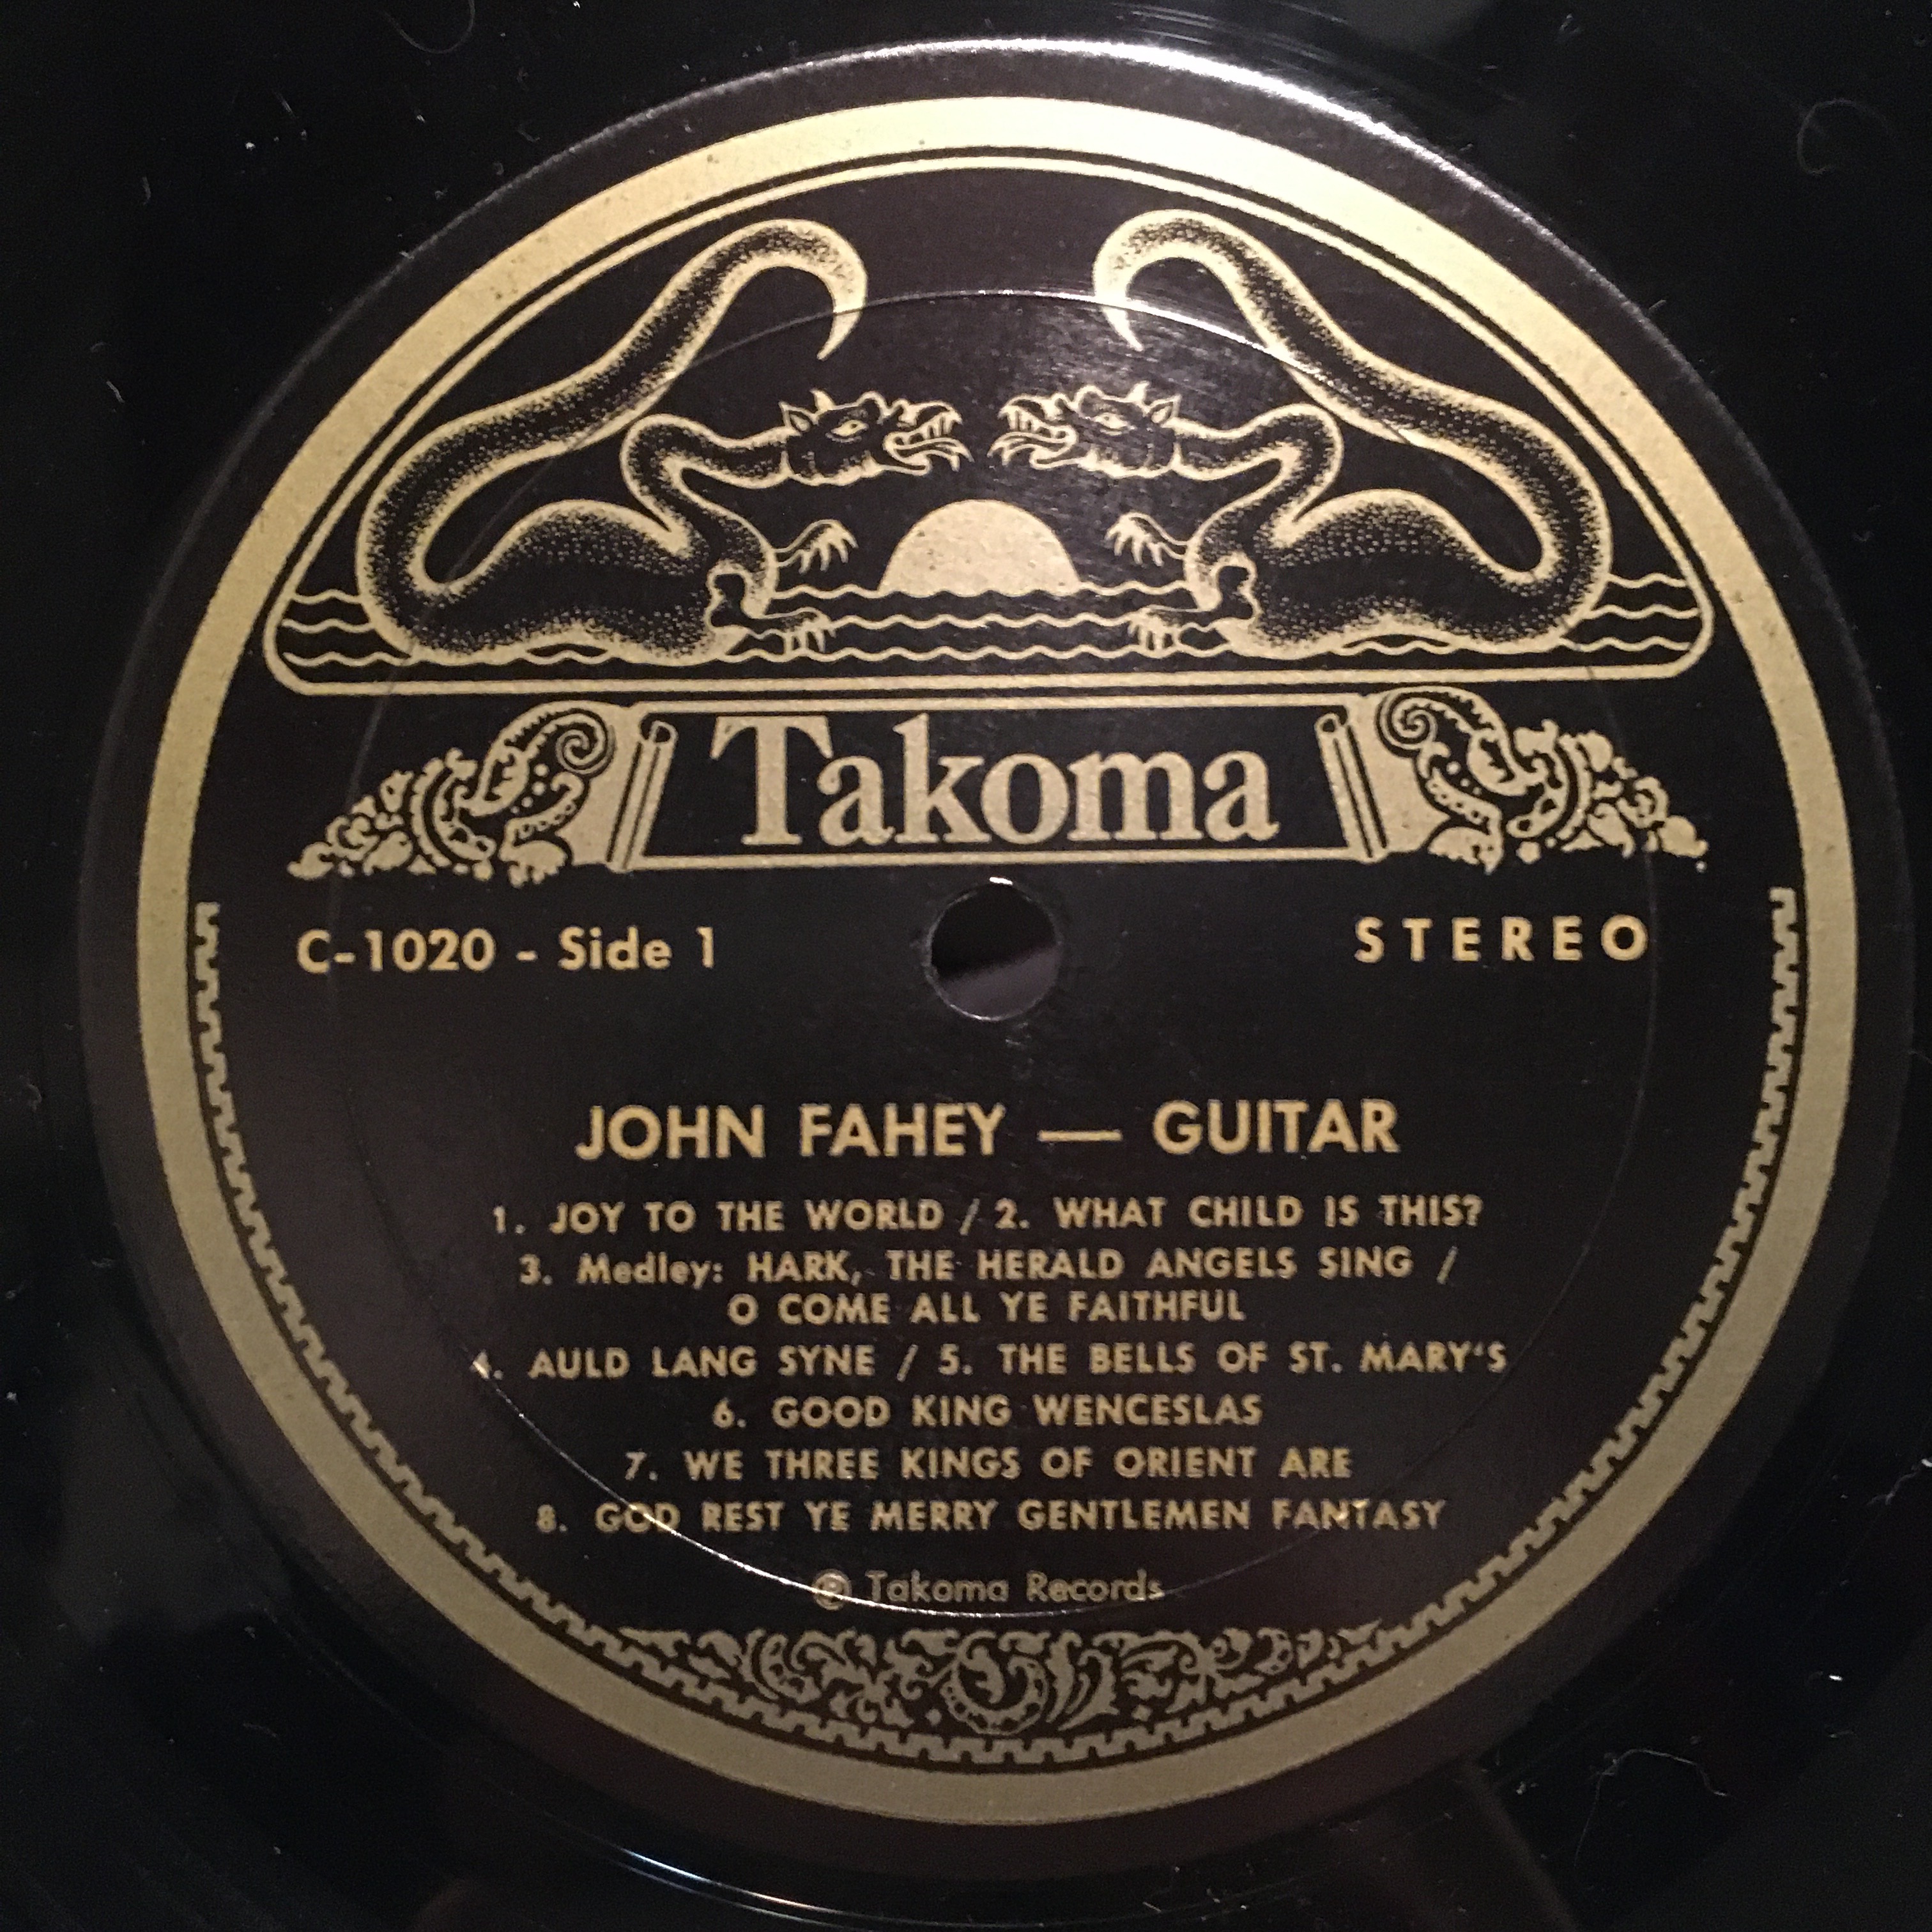 Takoma
C-1020 - Side 1
STEREO
JOHN FAHEY — GUITAR
1. JOY TO THE WORLD / 2. WHAT CHILD IS THIS?
3. Medley: HARK, THE HERALD ANGELS SING /
O COME ALL YE FAITHFUL
4. AULD LANG SYNE / 5. THE BELLS OF ST. MARY'S
6. GOOD KING WENCESLAS
7. WE THREE KINGS OF ORIENT ARE
8. GOD REST YE MERRY GENTLEMEN FANTASY
℗ Takoma Records